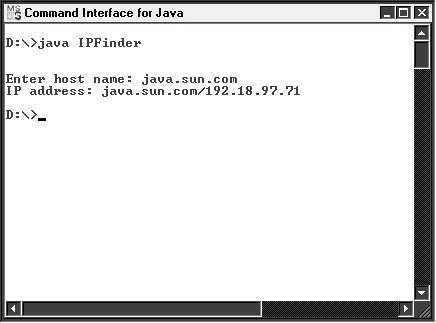 Command Interface for Java
D:\>java IPFinder
Enter host name: java.sun.com
IP address: java.sun.com/192.18.97.71
D:\>_